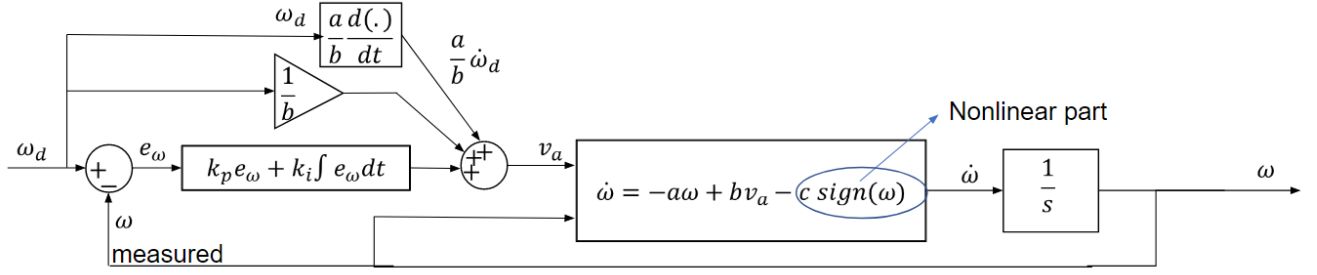 ω_d
a/b d(.)/dt
a/b ω̇_d
1/b
Nonlinear part
ω_d
+
−
e_ω
k_p e_ω + k_i ∫ e_ω dt
+ +
+
v_a
ω̇ = −aω + bv_a − c sign(ω)
ω̇
1/s
ω
ω
measured